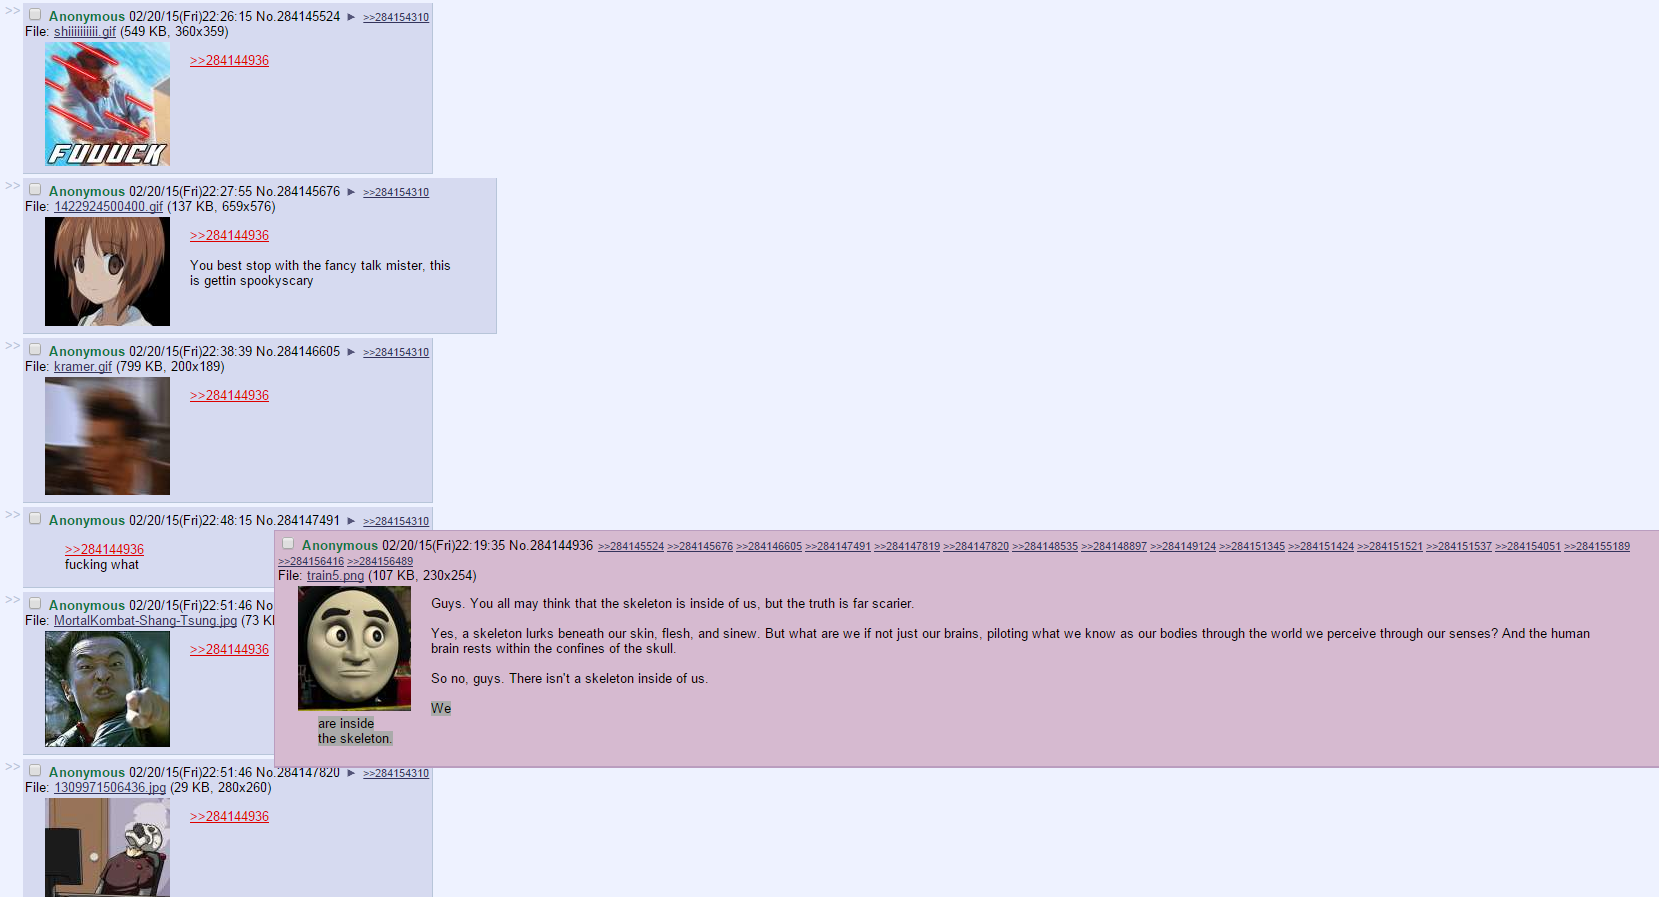 >> Anonymous 02/20/15(Fri)22:26:15 No.284145524 ► >>284154310
File: shiiiiiiiiii.gif (549 KB, 360x359)
>>284144936
FUUUCK
>> Anonymous 02/20/15(Fri)22:27:55 No.284145676 ► >>284154310
File: 1422924500400.gif (137 KB, 659x576)
>>284144936
You best stop with the fancy talk mister, this
is gettin spookyscary
>> Anonymous 02/20/15(Fri)22:38:39 No.284146605 ► >>284154310
File: kramer.gif (799 KB, 200x189)
>>284144936
>> Anonymous 02/20/15(Fri)22:48:15 No.284147491 ► >>284154310
>>284144936
fucking what
Anonymous 02/20/15(Fri)22:19:35 No.284144936 >>284145524 >>284145676 >>284146605 >>284147491 >>284147819 >>284147820 >>284148535 >>284148897 >>284149124 >>284151345 >>284151424 >>284151521 >>284151537 >>284154051 >>284155189
>>284156416 >>284156489
File: train5.png (107 KB, 230x254)
Guys. You all may think that the skeleton is inside of us, but the truth is far scarier.
Yes, a skeleton lurks beneath our skin, flesh, and sinew. But what are we if not just our brains, piloting what we know as our bodies through the world we perceive through our senses? And the human
brain rests within the confines of the skull.
So no, guys. There isn't a skeleton inside of us.
We
are inside
the skeleton.
>> Anonymous 02/20/15(Fri)22:51:46 No
File: MortalKombat-Shang-Tsung.jpg (73 K
>>284144936
>> Anonymous 02/20/15(Fri)22:51:46 No.284147820 ► >>284154310
File: 1309971506436.jpg (29 KB, 280x260)
>>284144936